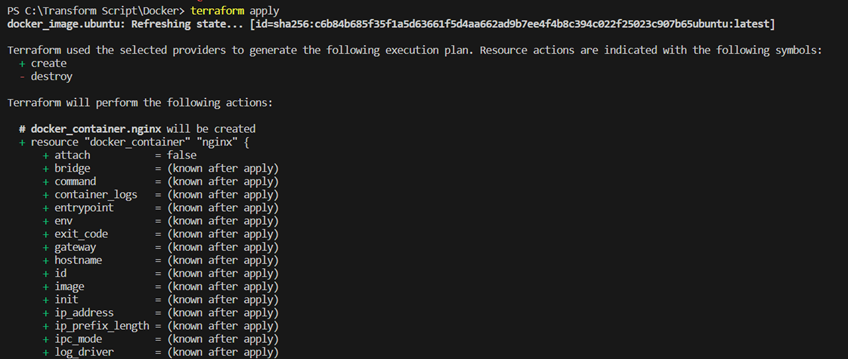 PS C:\Transform Script\Docker> terraform apply
docker_image.ubuntu: Refreshing state... [id=sha256:c6b84b685f35f1a5d63661f5d4aa662ad9b7ee4f4b8c394c022f25023c907b65ubuntu:latest]
Terraform used the selected providers to generate the following execution plan. Resource actions are indicated with the following symbols:
+ create
- destroy
Terraform will perform the following actions:
# docker_container.nginx will be created
+ resource "docker_container" "nginx" {
+ attach = false
+ bridge = (known after apply)
+ command = (known after apply)
+ container_logs = (known after apply)
+ entrypoint = (known after apply)
+ env = (known after apply)
+ exit_code = (known after apply)
+ gateway = (known after apply)
+ hostname = (known after apply)
+ id = (known after apply)
+ image = (known after apply)
+ init = (known after apply)
+ ip_address = (known after apply)
+ ip_prefix_length = (known after apply)
+ ipc_mode = (known after apply)
+ log_driver = (known after apply)